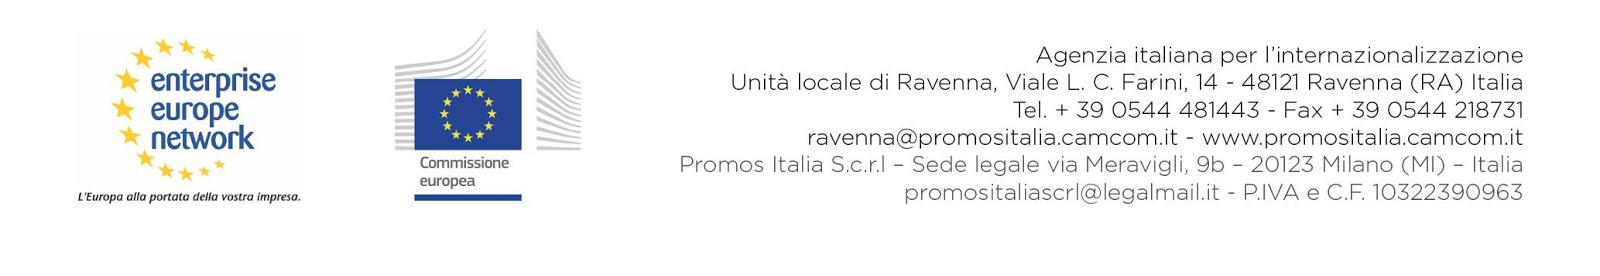 enterprise
europe
network
L'Europa alla portata della vostra impresa.
Commissione
europea
Agenzia italiana per l'internazionalizzazione
Unità locale di Ravenna, Viale L. C. Farini, 14 - 48121 Ravenna (RA) Italia
Tel. + 39 0544 481443 - Fax + 39 0544 218731
ravenna@promositalia.camcom.it - www.promositalia.camcom.it
Promos Italia S.c.r.l – Sede legale via Meravigli, 9b – 20123 Milano (MI) – Italia
promositaliascrl@legalmail.it - P.IVA e C.F. 10322390963